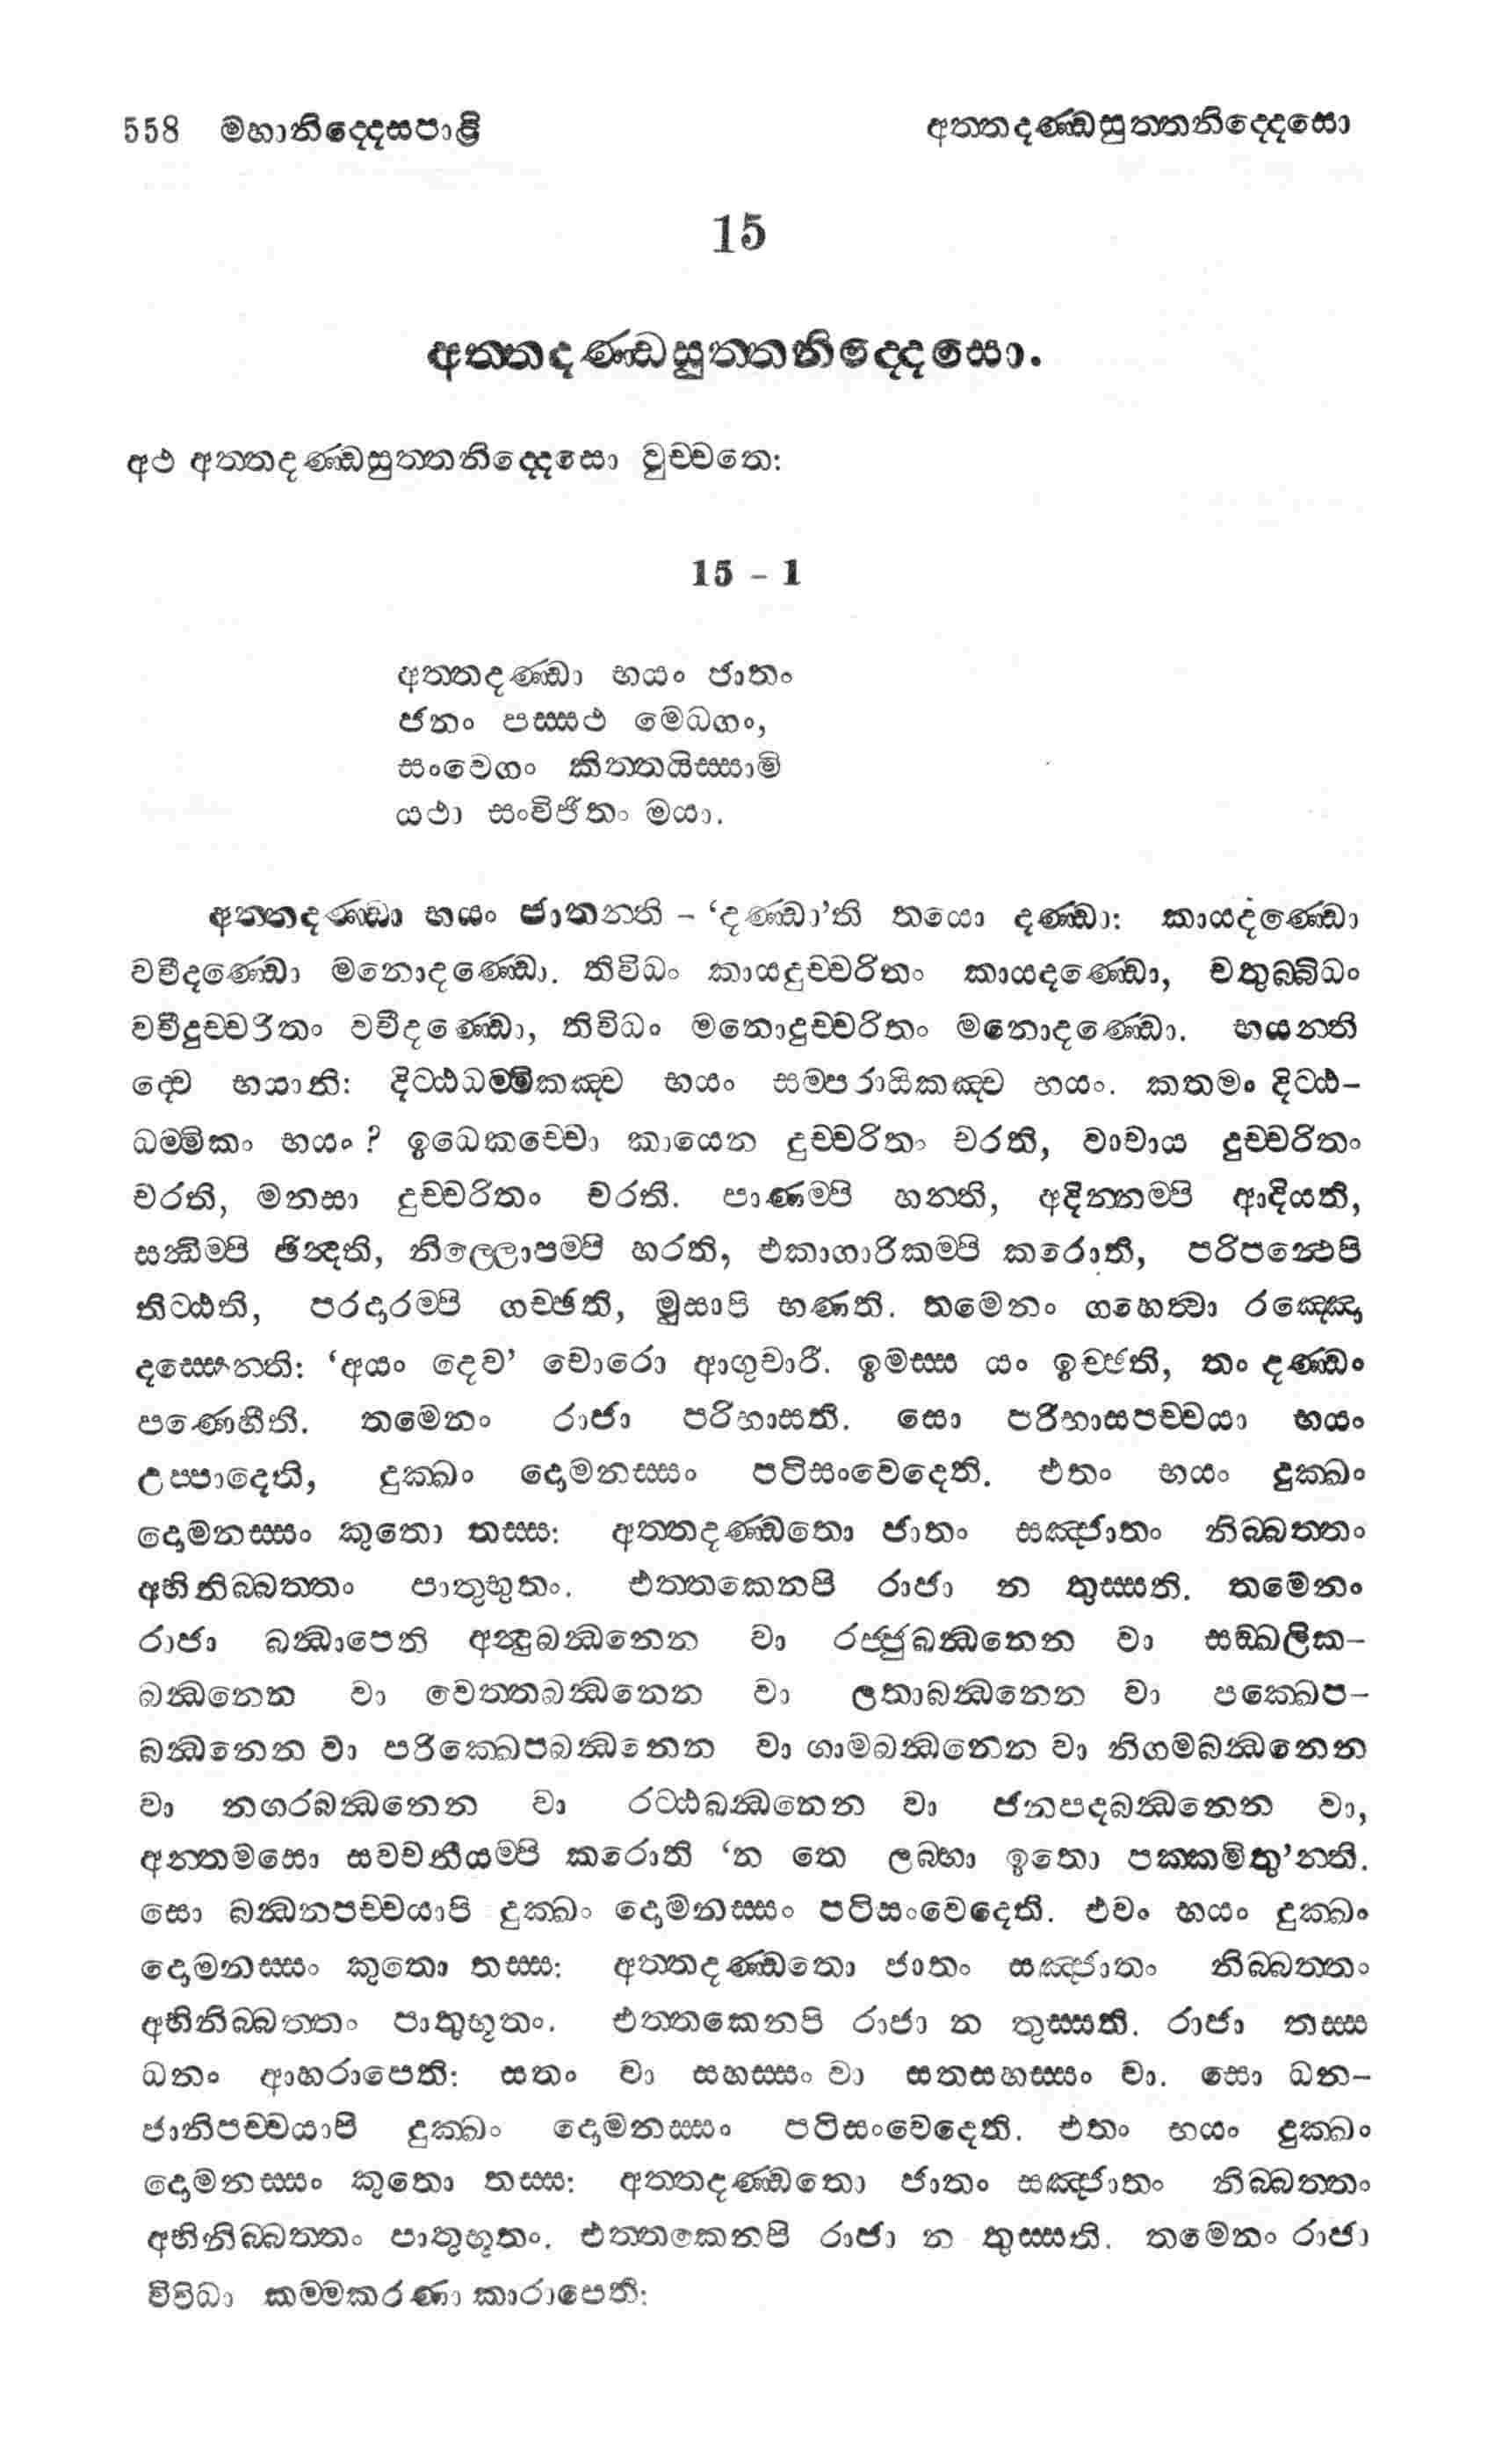 558 මහානිද්දෙසපාළි අත්තදණ්ඩසුත්තනිද්දෙසො
15
අත්තදණ්ඩසුත්තනිද්දෙසො.
අථ අත්තදණ්ඩසුත්තනිද්දෙසො වුච්චතෙ:
15 - 1
අත්තදණ්ඩා භයං ජාතං
ජනං පස්සථ මෙධගං,
සංවෙගං කිත්තයිස්සාමි
යථා සංවිජිතං මයා.
අත්තදණ්ඩා භයං ජාතන්ති – ‘දණ්ඩා’ති තයො දණ්ඩා: කායදණ්ඩො
වචීදණ්ඩො මනොදණ්ඩො. තිවිධං කායදුච්චරිතං කායදණ්ඩො, චතුබ්බිධං
වචීදුච්චරිතං වචීදණ්ඩො, තිවිධං මනොදුච්චරිතං මනොදණ්ඩො. භයන්ති
ද්වෙ භයානි: දිට්ඨධම්මිකඤ්ච භයං සම්පරායිකඤ්ච භයං. කතමං දිට්ඨ-
ධම්මිකං භයං? ඉධෙකච්චො කායෙන දුච්චරිතං චරති, වාචාය දුච්චරිතං
චරති, මනසා දුච්චරිතං චරති. පාණම්පි හනති, අදින්නම්පි ආදියති,
සන්ධිම්පි ඡින්දති, නිල්ලොපම්පි හරති, එකාගාරිකම්පි කරොති, පරිපන්ථෙපි
තිට්ඨති, පරදාරම්පි ගච්ඡති, මුසාපි භණති. තමෙනං ගහෙත්වා රඤ්ඤො
දස්සෙන්ති: ‘අයං දෙව’ චොරො ආගුචාරී. ඉමස්ස යං ඉච්ඡති, තං දණ්ඩං
පණෙහීති. තමෙනං රාජා පරිභාසති. සො පරිභාසපච්චයා භයං
උප්පාදෙති, දුක්ඛං දොමනස්සං පටිසංවෙදෙති. එතං භයං දුක්ඛං
දොමනස්සං කුතො තස්ස: අත්තදණ්ඩතො ජාතං සඤ්ජාතං නිබ්බත්තං
අභිනිබ්බත්තං පාතුභූතං. එත්තකෙනපි රාජා න තුස්සති. තමෙනං
රාජා බන්ධාපෙති අන්දුබන්ධනෙන වා රජ්ජුබන්ධනෙන වා සඞ්ඛලික-
බන්ධනෙන වා වෙත්තබන්ධනෙන වා ලතාබන්ධනෙන වා පක්ඛෙප-
බන්ධනෙන වා පරික්ඛෙපබන්ධනෙන වා ගාමබන්ධනෙන වා නිගමබන්ධනෙන
වා නගරබන්ධනෙන වා රට්ඨබන්ධනෙන වා ජනපදබන්ධනෙන වා,
අන්තමසො සවචනීයම්පි කරොති ‘න තෙ ලබ්භා ඉතො පක්කමිතු’න්ති.
සො බන්ධනපච්චයාපි දුක්ඛං දොමනස්සං පටිසංවෙදෙති. එවං භයං දුක්ඛං
දොමනස්සං කුතො තස්ස: අත්තදණ්ඩතො ජාතං සඤ්ජාතං නිබ්බත්තං
අභිනිබ්බත්තං පාතුභූතං. එත්තකෙනපි රාජා න තුස්සති. රාජා තස්ස
ධනං ආහරාපෙති: සතං වා සහස්සං වා සතසහස්සං වා. සො ධන-
ජානිපච්චයාපි දුක්ඛං දොමනස්සං පටිසංවෙදෙති. එතං භයං දුක්ඛං
දොමනස්සං කුතො තස්ස: අත්තදණ්ඩතො ජාතං සඤ්ජාතං නිබ්බත්තං
අභිනිබ්බත්තං පාතුභූතං. එත්තකෙනපි රාජා න තුස්සති. තමෙනං රාජා
විවිධා කම්මකරණා කාරාපෙති: